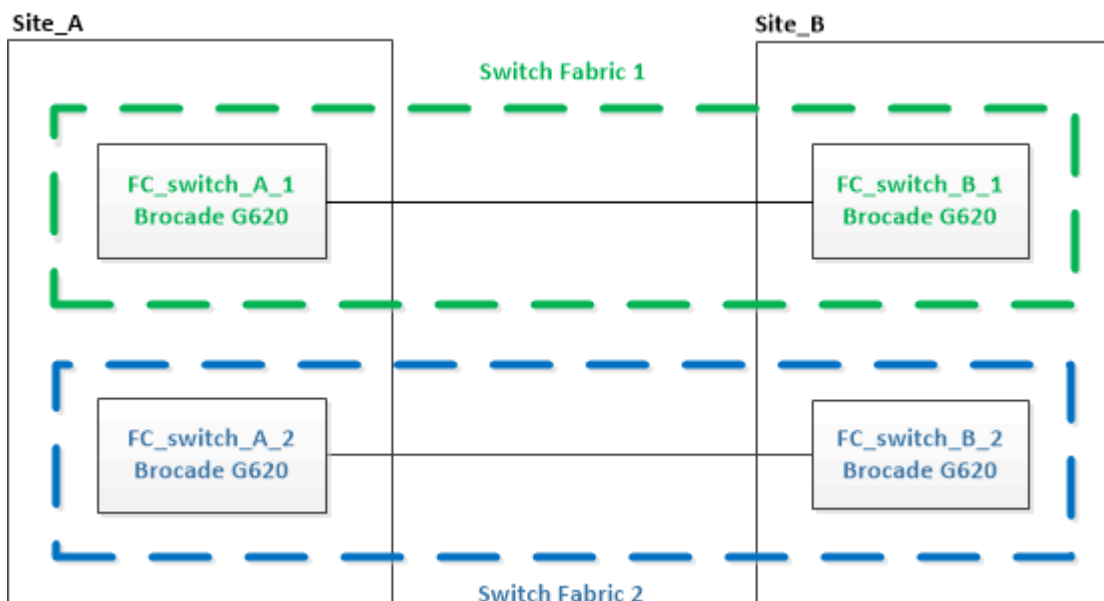 Site_A
Site_B
Switch Fabric 1
FC_switch_A_1
Brocade G620
FC_switch_B_1
Brocade G620
FC_switch_A_2
Brocade G620
FC_switch_B_2
Brocade G620
Switch Fabric 2